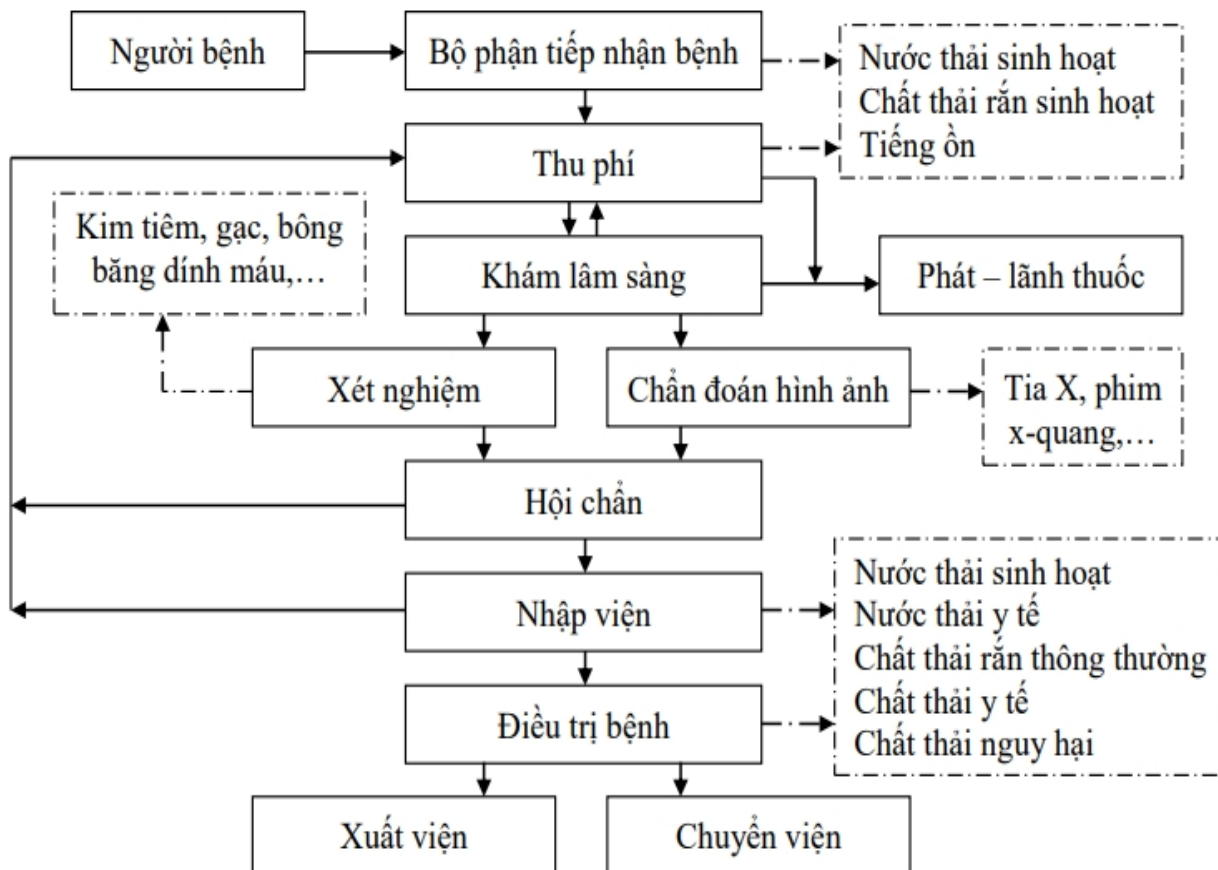 Người bệnh
Bộ phận tiếp nhận bệnh
Nước thải sinh hoạt
Chất thải rắn sinh hoạt
Tiếng ồn
Thu phí
Kim tiêm, gạc, bông
băng dính máu,...
Khám lâm sàng
Phát – lãnh thuốc
Xét nghiệm
Chẩn đoán hình ảnh
Tia X, phim
x-quang,...
Hội chẩn
Nhập viện
Nước thải sinh hoạt
Nước thải y tế
Chất thải rắn thông thường
Chất thải y tế
Chất thải nguy hại
Điều trị bệnh
Xuất viện
Chuyển viện